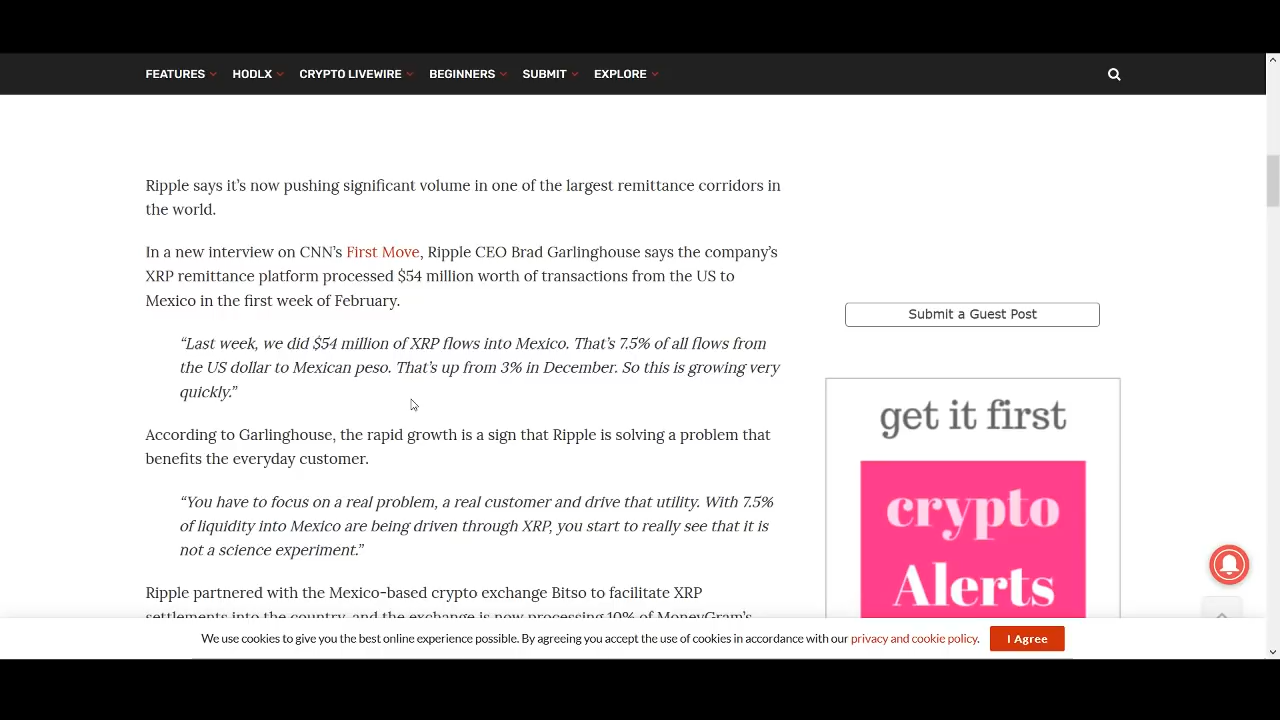 FEATURES HODLX CRYPTO LIVEWIRE BEGINNERS SUBMIT EXPLORE
Ripple says it's now pushing significant volume in one of the largest remittance corridors in
the world.
In a new interview on CNN's First Move, Ripple CEO Brad Garlinghouse says the company's
XRP remittance platform processed $54 million worth of transactions from the US to
Mexico in the first week of February.
“Last week, we did $54 million of XRP flows into Mexico. That's 7.5% of all flows from
the US dollar to Mexican peso. That's up from 3% in December. So this is growing very
quickly.”
According to Garlinghouse, the rapid growth is a sign that Ripple is solving a problem that
benefits the everyday customer.
“You have to focus on a real problem, a real customer and drive that utility. With 7.5%
of liquidity into Mexico are being driven through XRP, you start to really see that it is
not a science experiment.”
Ripple partnered with the Mexico-based crypto exchange Bitso to facilitate XRP
settlements into the country, and the exchange is now processing 10% of MoneyGram's
Submit a Guest Post
get it first
crypto
Alerts
We use cookies to give you the best online experience possible. By agreeing you accept the use of cookies in accordance with our privacy and cookie policy. I Agree